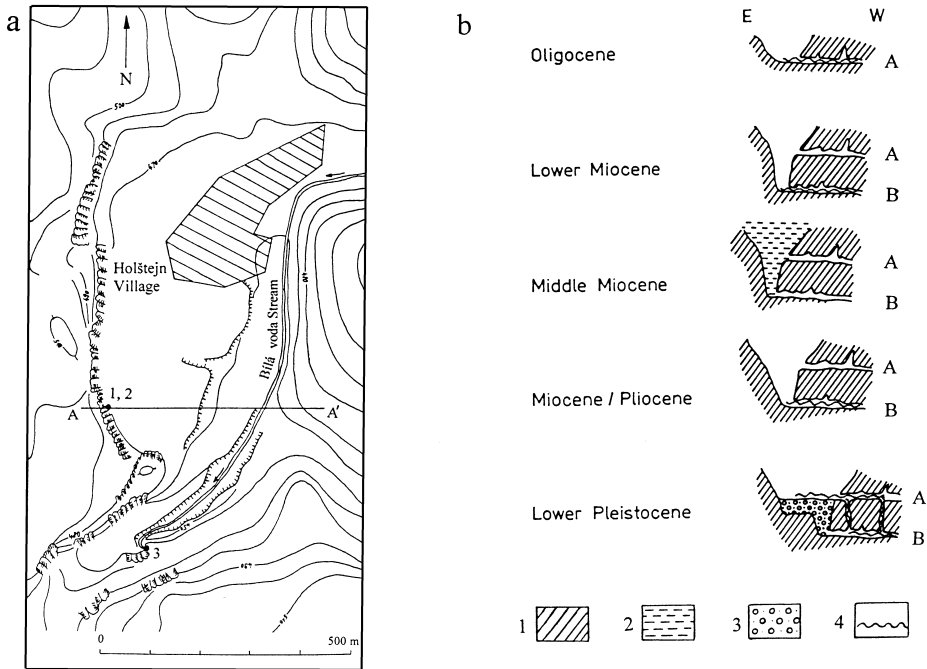 a
N
Holštejn
Village
Bílá voda Stream
1, 2
A
A'
3
0
500 m
b
E W
Oligocene
A
Lower Miocene
A
B
Middle Miocene
A
B
Miocene / Pliocene
A
B
Lower Pleistocene
A
B
1
2
3
4